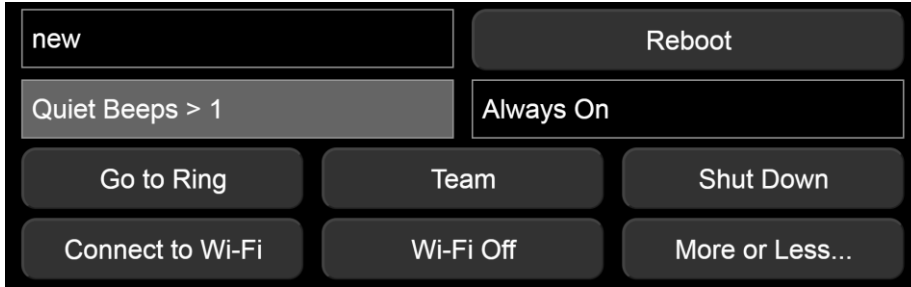 new
Reboot
Quiet Beeps > 1
Always On
Go to Ring
Team
Shut Down
Connect to Wi-Fi
Wi-Fi Off
More or Less...